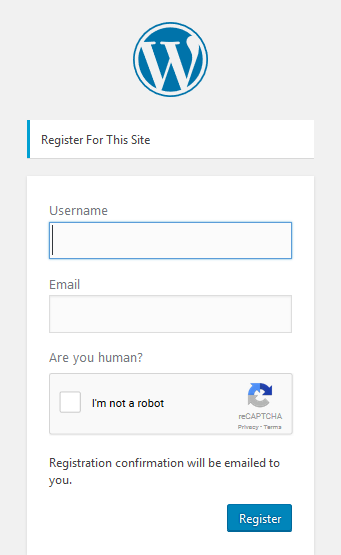 Register For This Site
Username
Email
Are you human?
I'm not a robot
reCAPTCHA
Privacy - Terms
Registration confirmation will be emailed to
you.
Register